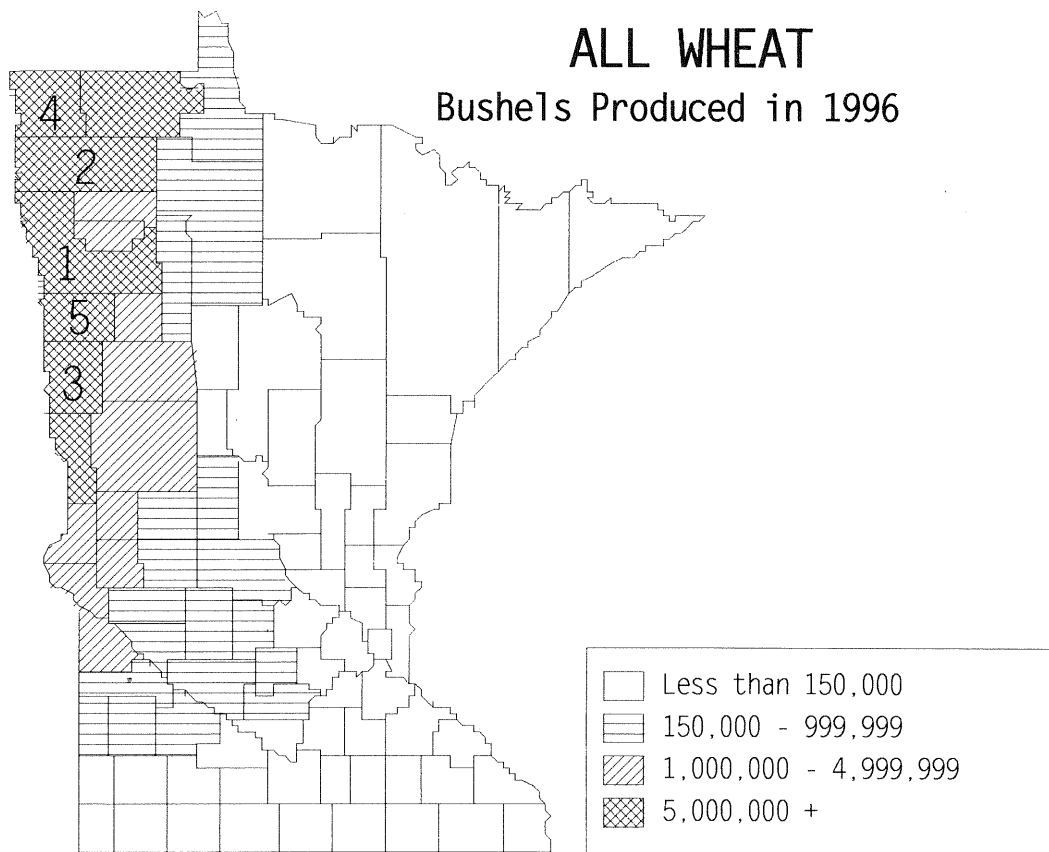 ALL WHEAT
Bushels Produced in 1996
4
2
1
5
3
Less than 150,000
150,000 - 999,999
1,000,000 - 4,999,999
5,000,000 +